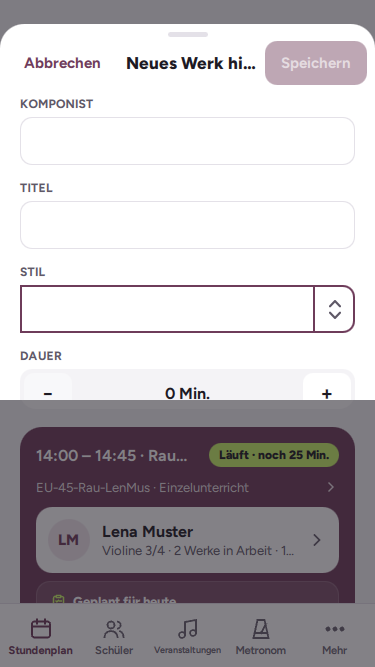 Abbrechen
Neues Werk hi...
Speichern
KOMPONIST
TITEL
STIL
DAUER
−
0 Min.
+
14:00 – 14:45 · Rau...
Läuft · noch 25 Min.
EU-45-Rau-LenMus · Einzelunterricht
LM
Lena Muster
Violine 3/4 · 2 Werke in Arbeit · 1...
Geplant für heute
Stundenplan
Schüler
Veranstaltungen
Metronom
Mehr